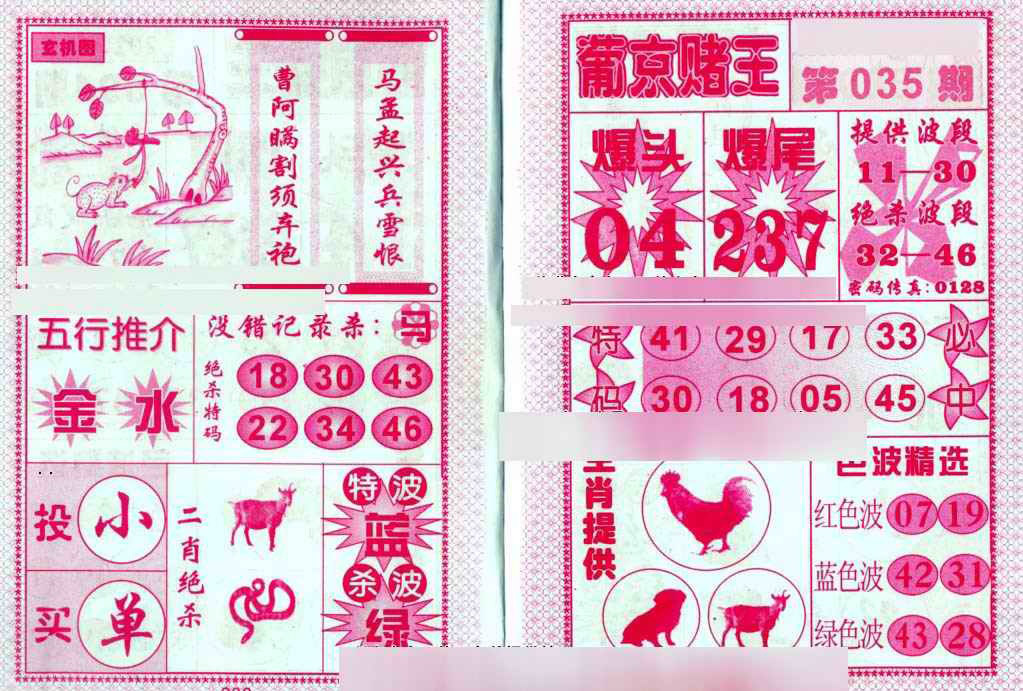 玄机图
曹阿瞒割须弃袍
马孟起兴兵雪恨
五行推介
金 水
没错记录杀：马
绝杀特码
18 30 43
22 34 46
投 小
买 单
二肖绝杀
特波
蓝
杀波
绿
葡京赌王
第 035 期
爆头
04
爆尾
237
提供波段
11—30
绝杀波段
32—46
密码传真：0128
特码
41 29 17 33
30 18 05 45
必中
肖提供
色波精选
红色波 07 19
蓝色波 42 31
绿色波 43 28